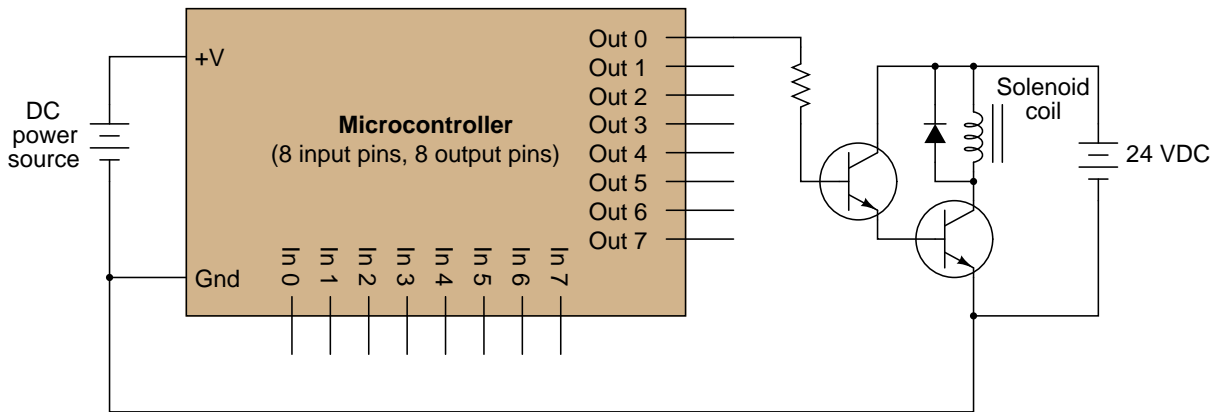 +V
DC
power
source
Gnd
Microcontroller
(8 input pins, 8 output pins)
Out 0
Out 1
Out 2
Out 3
Out 4
Out 5
Out 6
Out 7
In 0
In 1
In 2
In 3
In 4
In 5
In 6
In 7
Solenoid
coil
24 VDC